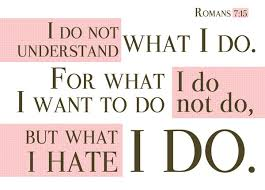 ROMANS 7:15
I DO NOT
UNDERSTAND WHAT I DO.
FOR WHAT I do
I WANT TO DO not do,
BUT WHAT
I HATE I DO.